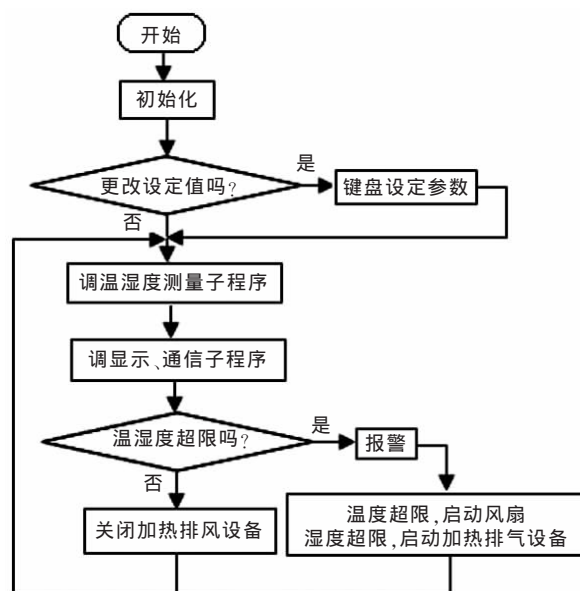 开始
初始化
更改设定值吗?
是
键盘设定参数
否
调温湿度测量子程序
调显示、通信子程序
温湿度超限吗?
是
报警
否
关闭加热排风设备
温度超限,启动风扇
湿度超限,启动加热排气设备